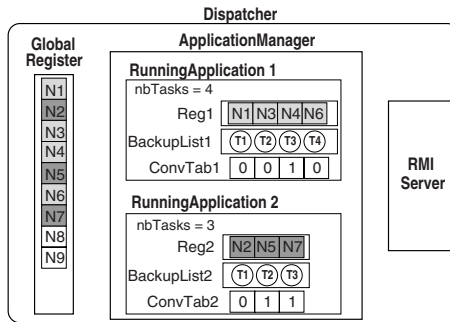 Dispatcher
Global
Register
N1
N2
N3
N4
N5
N6
N7
N8
N9
ApplicationManager
RunningApplication 1
nbTasks = 4
Reg1 N1 N3 N4 N6
BackupList1 T1 T2 T3 T4
ConvTab1 0 0 1 0
RunningApplication 2
nbTasks = 3
Reg2 N2 N5 N7
BackupList2 T1 T2 T3
ConvTab2 0 1 1
RMI
Server